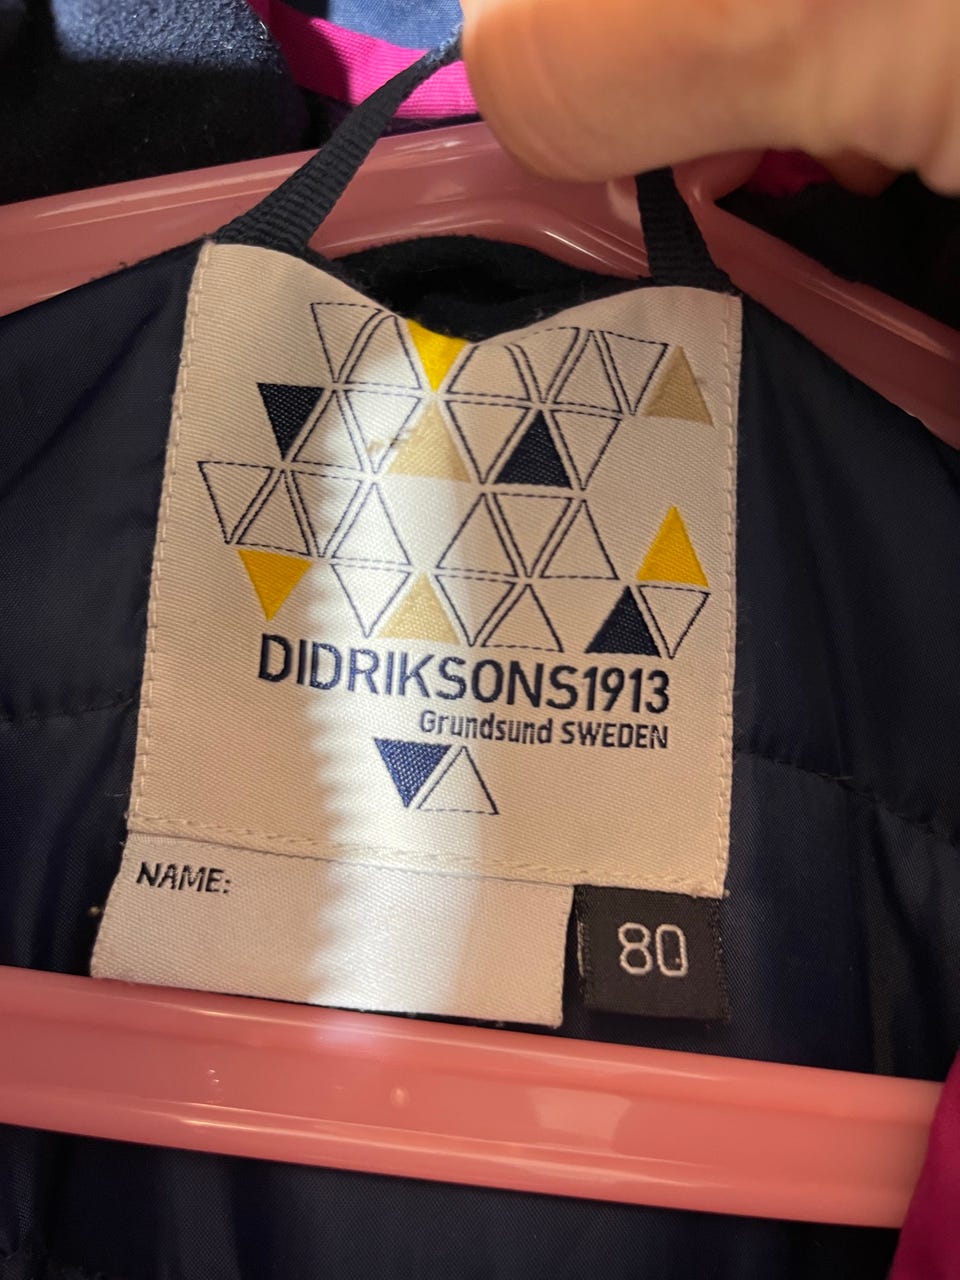 DIDRIKSONS1913
Grundsund SWEDEN
NAME:
80